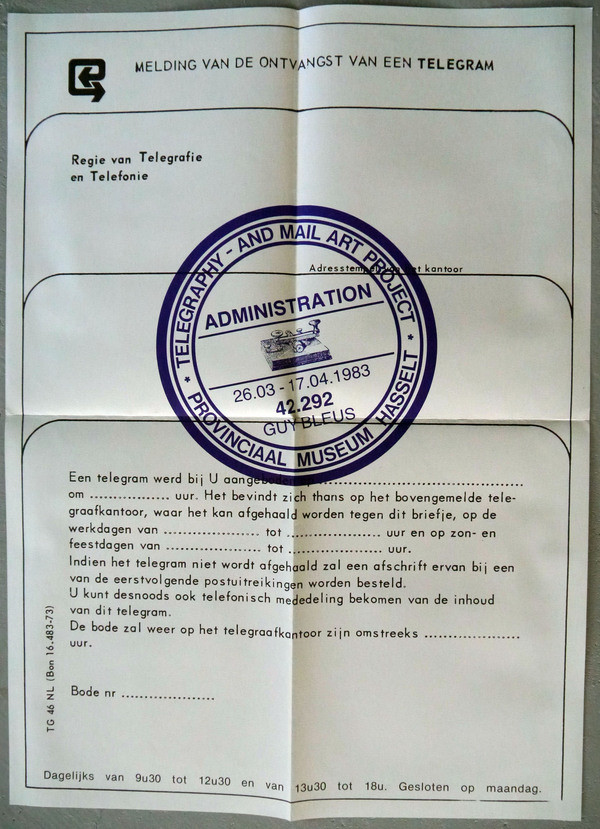 MELDING VAN DE ONTVANGST VAN EEN TELEGRAM
Regie van Telegrafie
en Telefonie
Adresstempel van het kantoor
* TELEGRAPHY - AND MAIL ART PROJECT *
ADMINISTRATION
26.03 - 17.04.1983
42.292
GUY BLEUS
PROVINCIAAL MUSEUM HASSELT
Een telegram werd bij U aangeboden op ........................................
om ................ uur. Het bevindt zich thans op het bovengemelde tele-
graafkantoor, waar het kan afgehaald worden tegen dit briefje, op de
werkdagen van ................... tot ................... uur en op zon- en
feestdagen van ................... tot ................... uur.
Indien het telegram niet wordt afgehaald zal een afschrift ervan bij een
van de eerstvolgende postuitreikingen worden besteld.
U kunt desnoods ook telefonisch mededeling bekomen van de inhoud
van dit telegram.
De bode zal weer op het telegraafkantoor zijn omstreeks ...................
uur.
Bode nr ...................
TG 46 NL (Bon 16.483-73)
Dagelijks van 9u30 tot 12u30 en van 13u30 tot 18u. Gesloten op maandag.